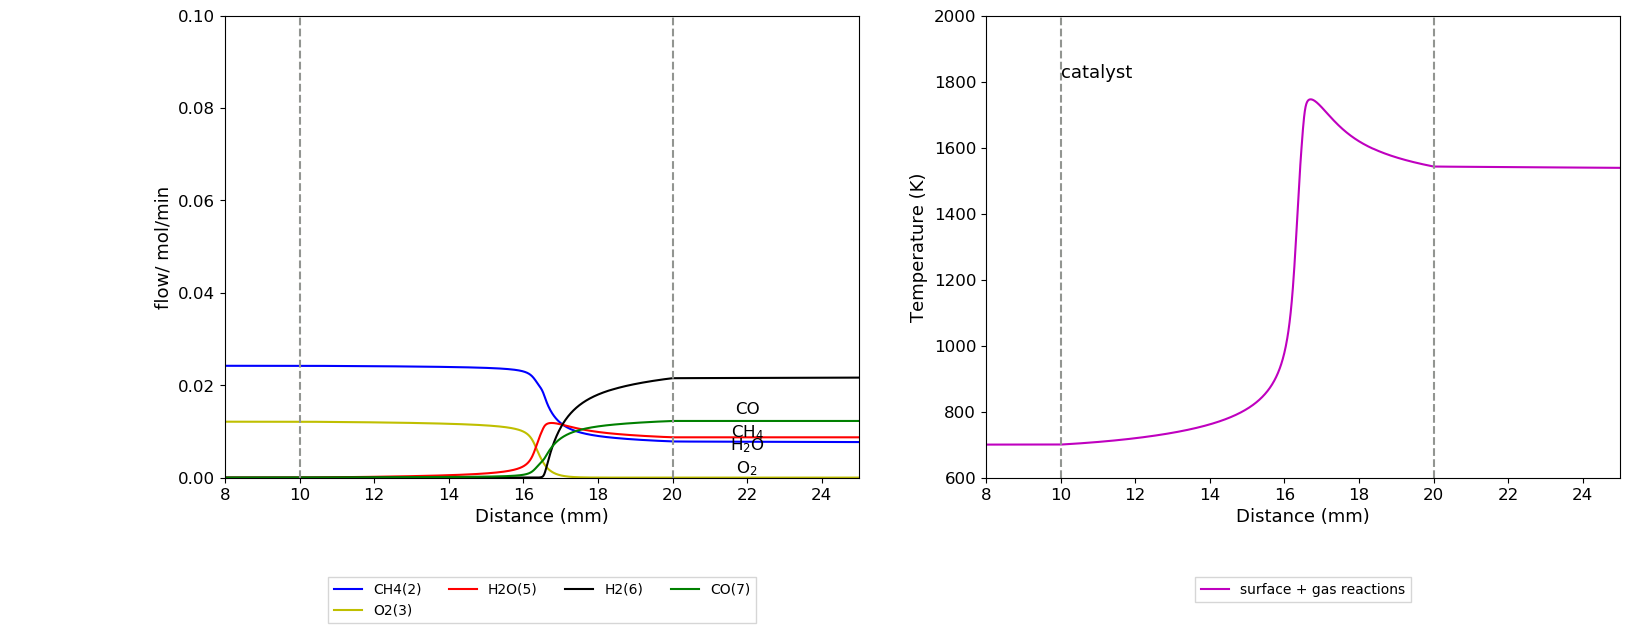 0.10
0.08
0.06
0.04
0.02
0.00
flow/ mol/min
CO
CH₄
H₂O
O₂
8 10 12 14 16 18 20 22 24
Distance (mm)
CH4(2) H2O(5) H2(6) CO(7)
O2(3)
2000
1800
1600
1400
1200
1000
800
600
Temperature (K)
catalyst
8 10 12 14 16 18 20 22 24
Distance (mm)
surface + gas reactions